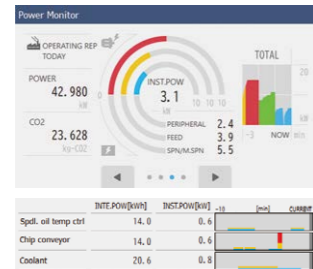 Power Monitor
OPERATING REP
TODAY
POWER
42.980
kW
CO2
23.628
kg-CO2
0
INST.POW
3.1
kW
10 10 10
PERIPHERAL 2.4
FEED 3.9
SPN/M.SPN 5.5
TOTAL
20
kW
-3 NOW min
INTE.POW[kWh] INST.POW[kW] -10 [min] CURRENT
Spdl. oil temp ctrl 14.0 0.6
Chip conveyor 14.0 0.6
Coolant 20.6 0.8